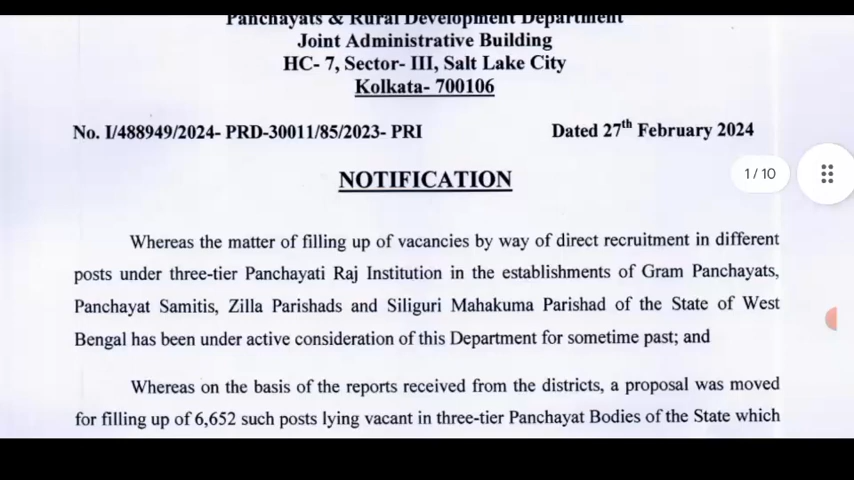 Panchayats & Rural Development Department
Joint Administrative Building
HC- 7, Sector- III, Salt Lake City
Kolkata- 700106
No. I/488949/2024- PRD-30011/85/2023- PRI Dated 27th February 2024
1 / 10
NOTIFICATION
Whereas the matter of filling up of vacancies by way of direct recruitment in different
posts under three-tier Panchayati Raj Institution in the establishments of Gram Panchayats,
Panchayat Samitis, Zilla Parishads and Siliguri Mahakuma Parishad of the State of West
Bengal has been under active consideration of this Department for sometime past; and
Whereas on the basis of the reports received from the districts, a proposal was moved
for filling up of 6,652 such posts lying vacant in three-tier Panchayat Bodies of the State which